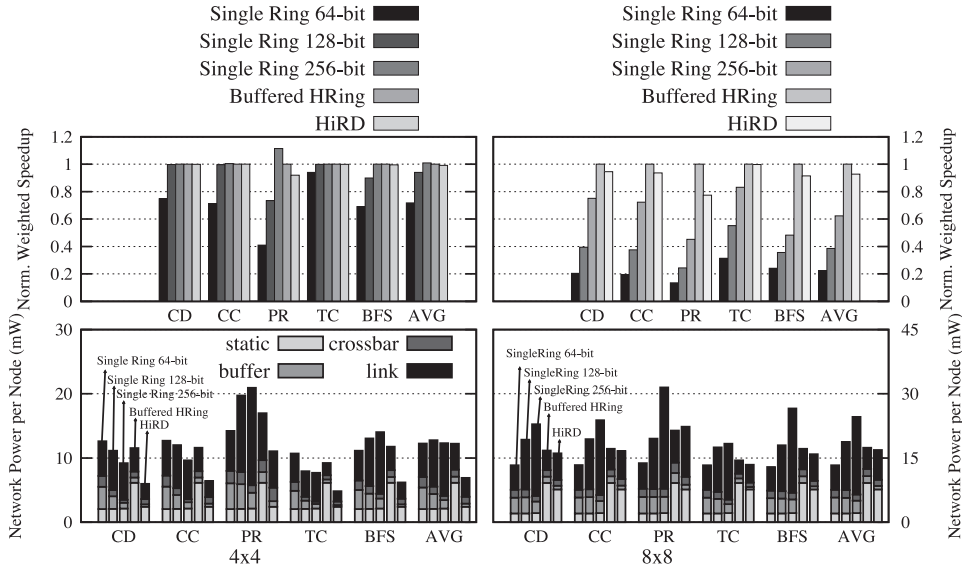 Single Ring 64-bit
Single Ring 128-bit
Single Ring 256-bit
Buffered HRing
HiRD
Single Ring 64-bit
Single Ring 128-bit
Single Ring 256-bit
Buffered HRing
HiRD
Norm. Weighted Speedup
1.2
1
0.8
0.6
0.4
0.2
0
CD CC PR TC BFS AVG
CD CC PR TC BFS AVG
1.2
1
0.8
0.6
0.4
0.2
0
Norm. Weighted Speedup
Network Power per Node (mW)
30
20
10
0
static crossbar
buffer link
Single Ring 64-bit
Single Ring 128-bit
Single Ring 256-bit
Buffered HRing
HiRD
CD CC PR TC BFS AVG
4x4
SingleRing 64-bit
SingleRing 128-bit
SingleRing 256-bit
Buffered HRing
HiRD
CD CC PR TC BFS AVG
8x8
45
30
15
0
Network Power per Node (mW)